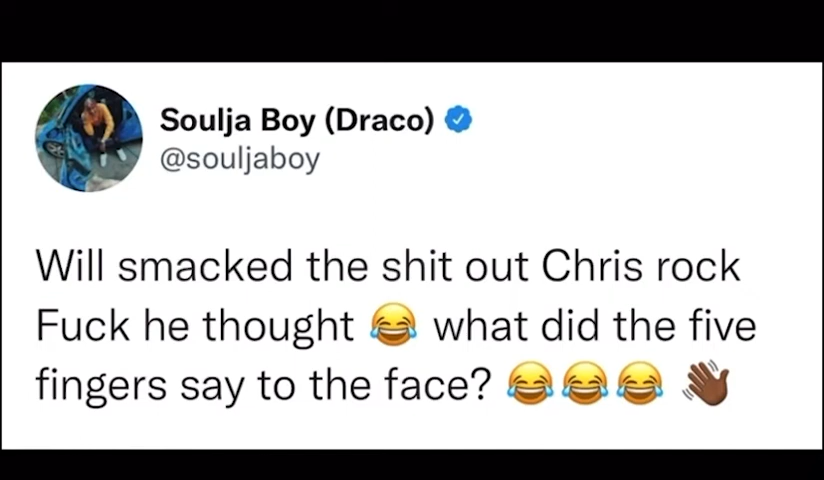 Soulja Boy (Draco)
@souljaboy
Will smacked the shit out Chris rock
Fuck he thought 😂 what did the five
fingers say to the face? 😂😂😂 👋🏾